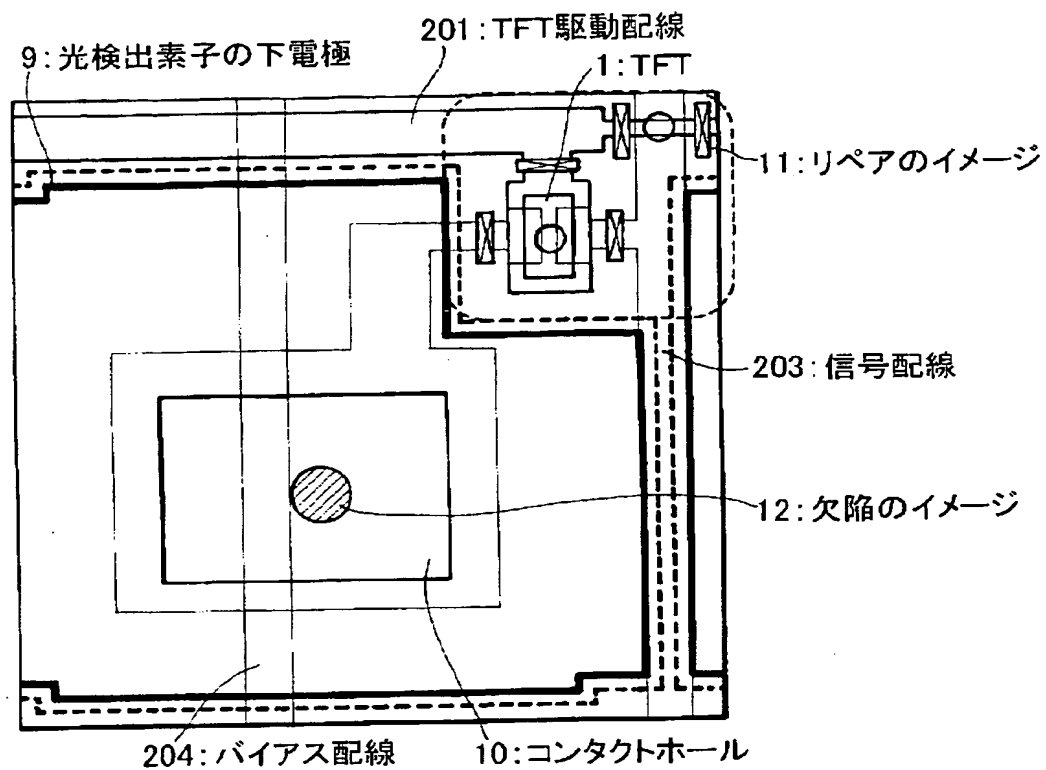 201:TFT駆動配線
9:光検出素子の下電極
1:TFT
11:リペアのイメージ
203:信号配線
12:欠陥のイメージ
204:バイアス配線
10:コンタクトホール